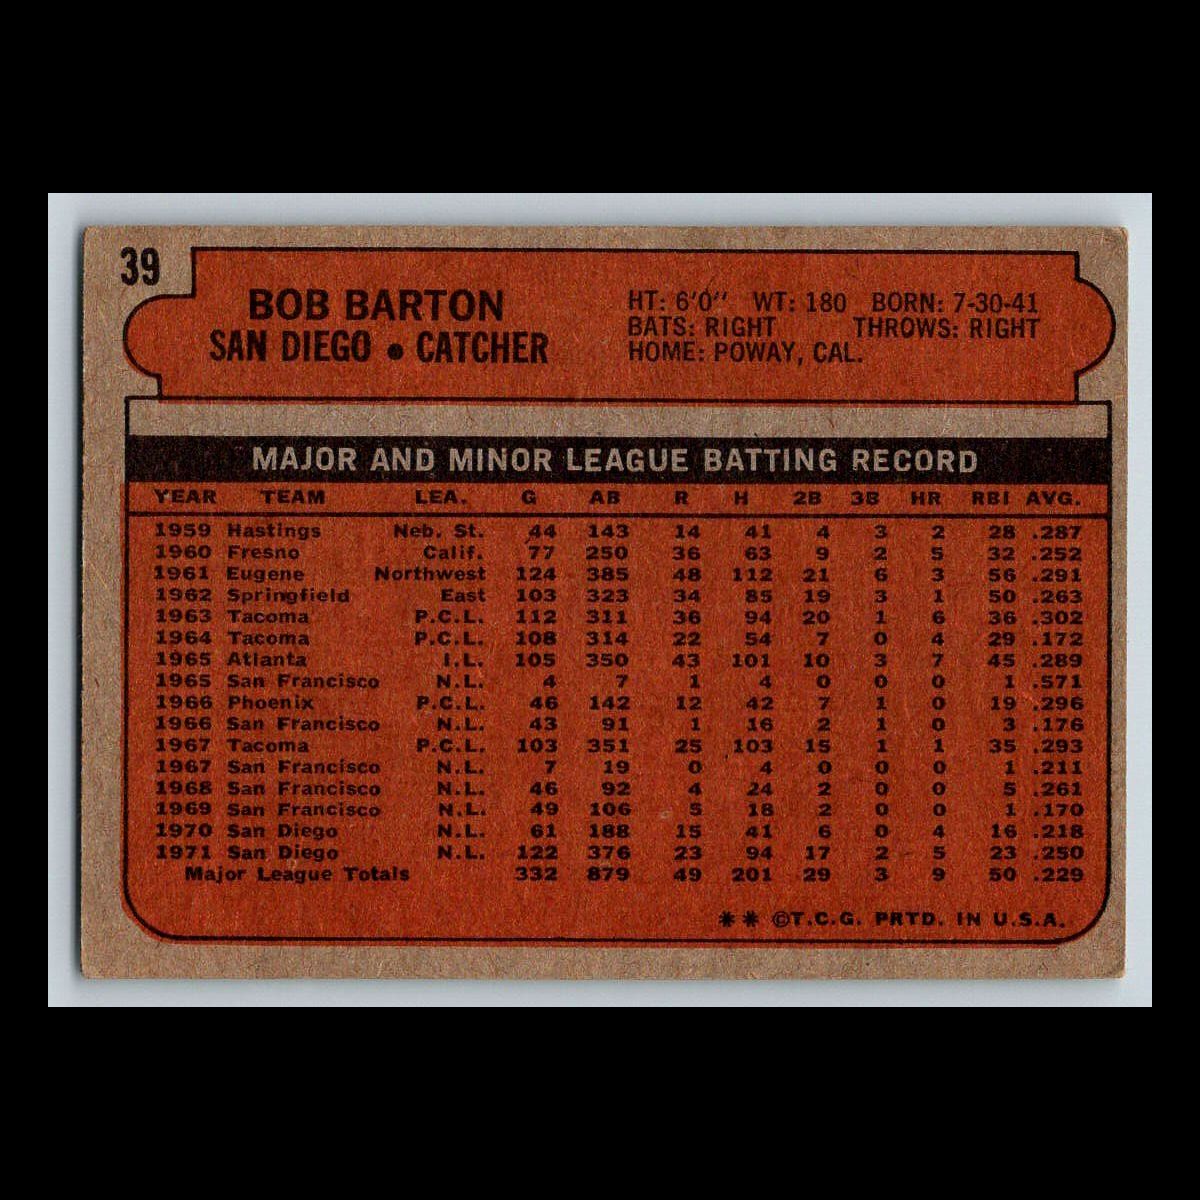 39
BOB BARTON
SAN DIEGO • CATCHER
HT: 6'0" WT: 180 BORN: 7-30-41
BATS: RIGHT THROWS: RIGHT
HOME: POWAY, CAL.
MAJOR AND MINOR LEAGUE BATTING RECORD
YEAR TEAM LEA. G AB R H 2B 3B HR RBI AVG.
1959 Hastings Neb. St. 44 143 14 41 4 3 2 28 .287
1960 Fresno Calif. 77 250 36 63 9 2 5 32 .252
1961 Eugene Northwest 124 385 48 112 21 6 3 56 .291
1962 Springfield East 103 323 34 85 19 3 1 50 .263
1963 Tacoma P.C.L. 112 311 36 94 20 1 6 36 .302
1964 Tacoma P.C.L. 108 314 22 54 7 0 4 29 .172
1965 Atlanta I.L. 105 350 43 101 10 3 7 45 .289
1965 San Francisco N.L. 4 7 1 4 0 0 0 1 .571
1966 Phoenix P.C.L. 46 142 12 42 7 1 0 19 .296
1966 San Francisco N.L. 43 91 1 16 2 1 0 3 .176
1967 Tacoma P.C.L. 103 351 25 103 15 1 1 35 .293
1967 San Francisco N.L. 7 19 0 4 0 0 0 1 .211
1968 San Francisco N.L. 46 92 4 24 2 0 0 5 .261
1969 San Francisco N.L. 49 106 5 18 2 0 0 1 .170
1970 San Diego N.L. 61 188 15 41 6 0 4 16 .218
1971 San Diego N.L. 122 376 23 94 17 2 5 23 .250
Major League Totals 332 879 49 201 29 3 9 50 .229
** ©T.C.G. PRTD. IN U.S.A.